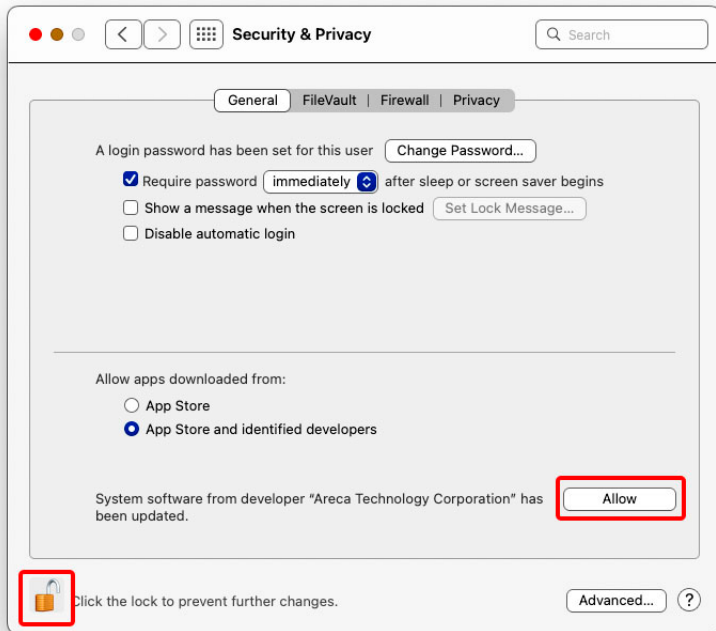 Security & Privacy
Search
General
FileVault
Firewall
Privacy
A login password has been set for this user
Change Password...
Require password
immediately
after sleep or screen saver begins
Show a message when the screen is locked
Set Lock Message...
Disable automatic login
Allow apps downloaded from:
App Store
App Store and identified developers
System software from developer “Areca Technology Corporation” has
been updated.
Allow
Click the lock to prevent further changes.
Advanced...
?